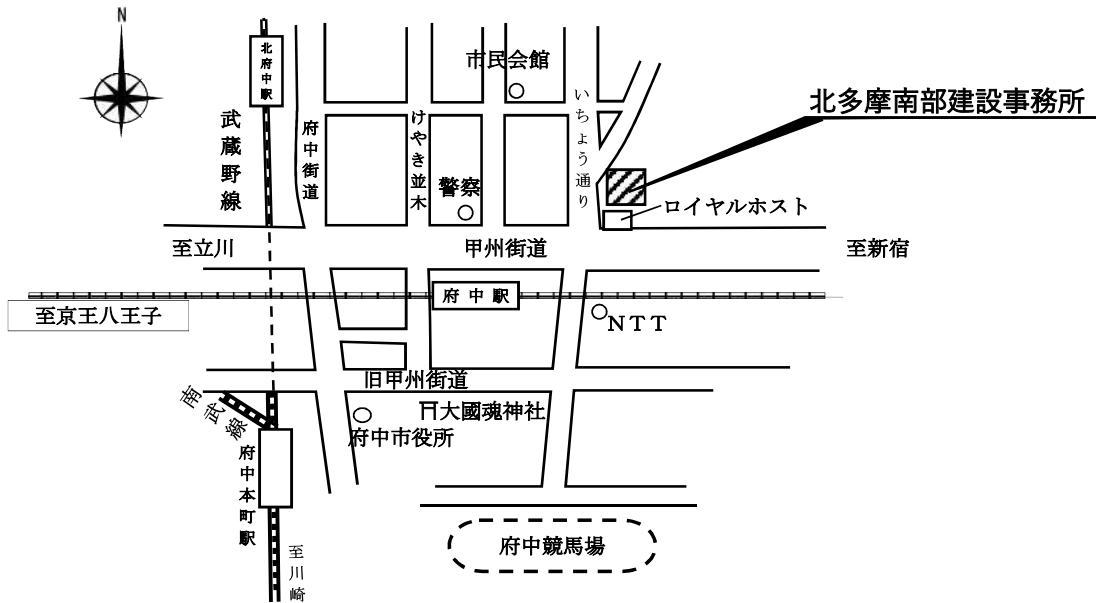 N
北府中駅
市民会館
いちょう通り
北多摩南部建設事務所
武蔵野線
府中街道
けやき並木
警察
ロイヤルホスト
至立川
甲州街道
至新宿
府中駅
至京王八王子
NTT
旧甲州街道
南武線
大國魂神社
府中市役所
府中本町駅
府中競馬場
至川崎